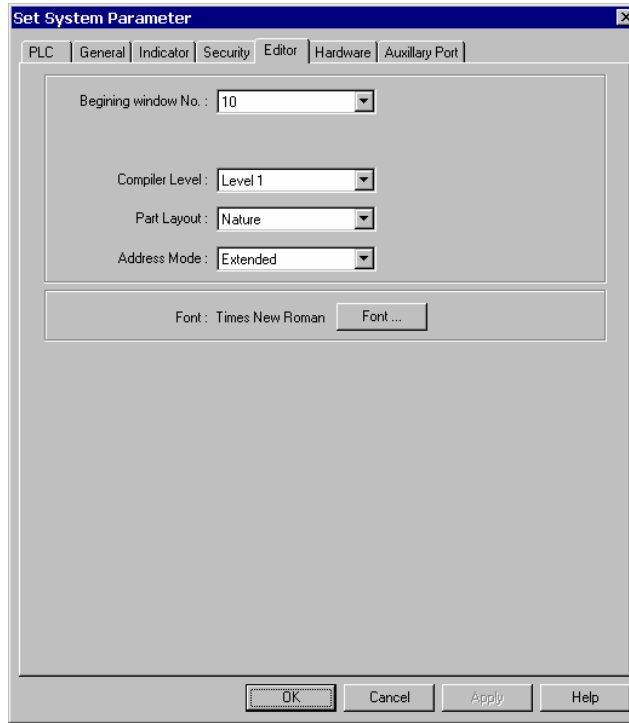 Set System Parameter
PLC General Indicator Security Editor Hardware Auxillary Port
Begining window No. : 10
Compiler Level : Level 1
Part Layout : Nature
Address Mode : Extended
Font : Times New Roman Font ...
OK Cancel Apply Help